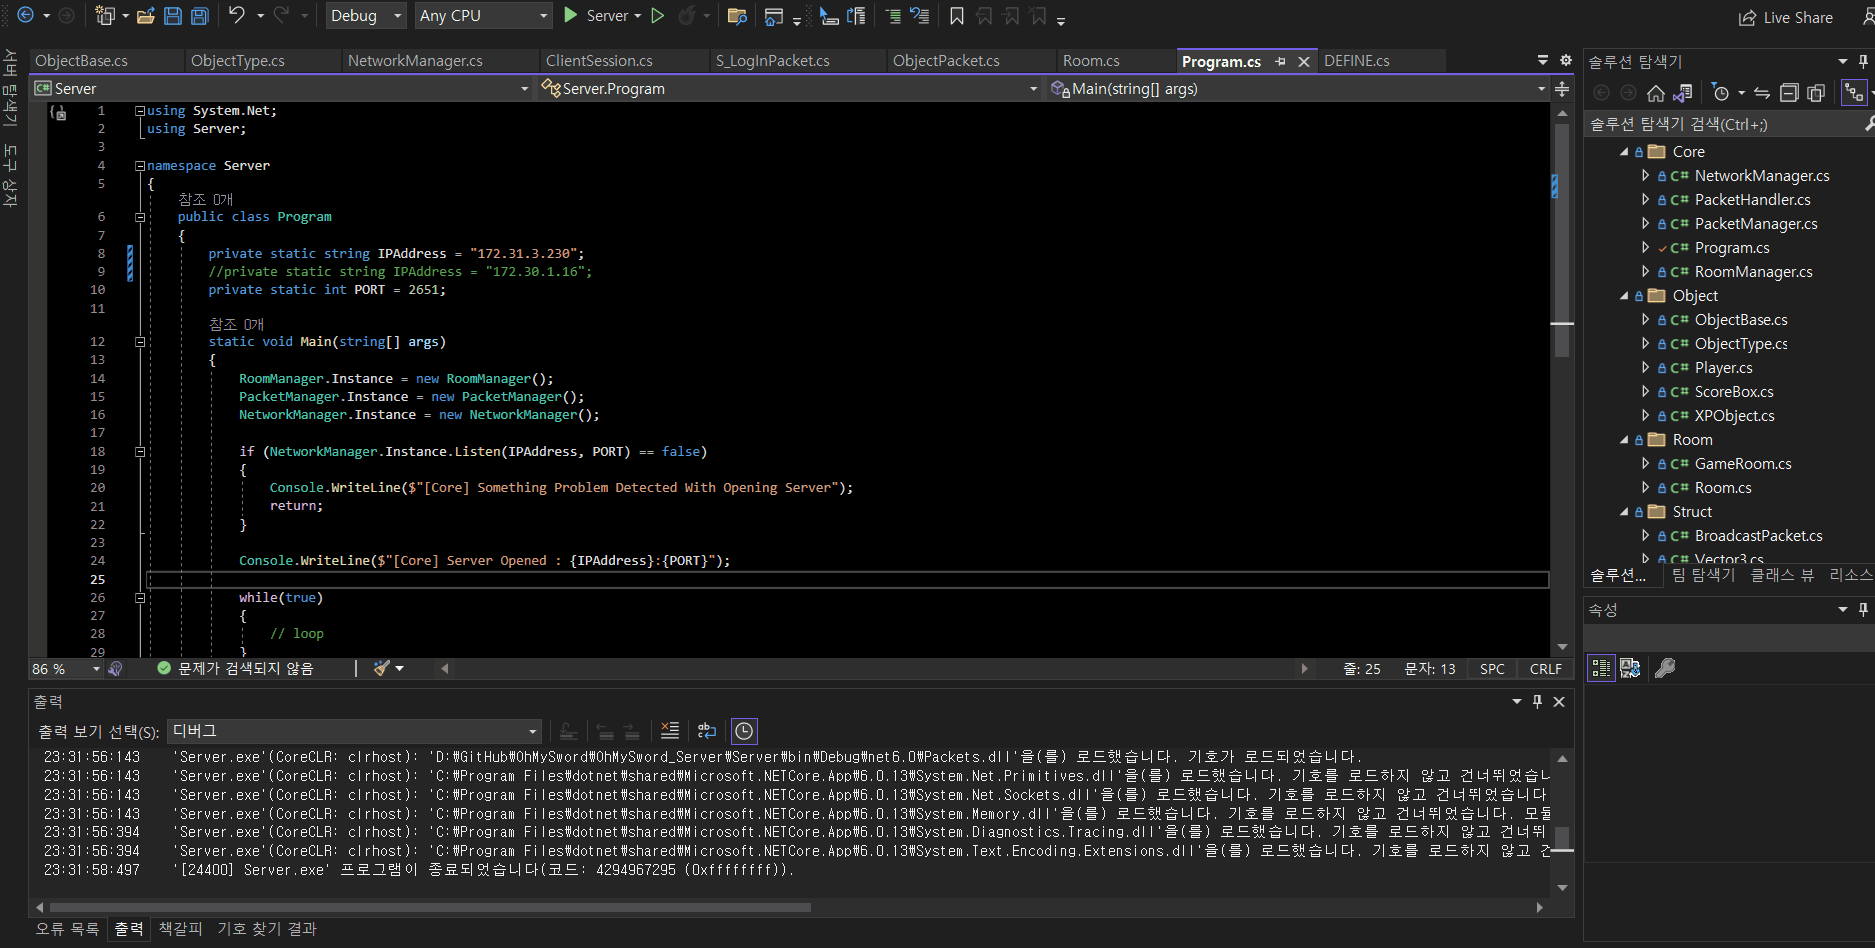 Debug
Any CPU
Server
Live Share
서버 탐색기
도구 상자
ObjectBase.cs
ObjectType.cs
NetworkManager.cs
ClientSession.cs
S_LogInPacket.cs
ObjectPacket.cs
Room.cs
Program.cs
DEFINE.cs
C# Server
Server.Program
Main(string[] args)
1 using System.Net;
2 using Server;
3
4 namespace Server
5 {
참조 0개
6 public class Program
7 {
8 private static string IPAddress = "172.31.3.230";
9 //private static string IPAddress = "172.30.1.16";
10 private static int PORT = 2651;
11
참조 0개
12 static void Main(string[] args)
13 {
14 RoomManager.Instance = new RoomManager();
15 PacketManager.Instance = new PacketManager();
16 NetworkManager.Instance = new NetworkManager();
17
18 if (NetworkManager.Instance.Listen(IPAddress, PORT) == false)
19 {
20 Console.WriteLine($"[Core] Something Problem Detected With Opening Server");
21 return;
22 }
23
24 Console.WriteLine($"[Core] Server Opened : {IPAddress}:{PORT}");
25
26 while(true)
27 {
28 // loop
29 }
86 %
문제가 검색되지 않음
줄: 25
문자: 13
SPC
CRLF
출력
출력 보기 선택(S):
디버그
23:31:56:143 'Server.exe'(CoreCLR: clrhost): 'D:₩GitHub₩OhMySword₩OhMySword_Server₩Server₩bin₩Debug₩net6.0₩Packets.dll'을(를) 로드했습니다. 기호가 로드되었습니다.
23:31:56:143 'Server.exe'(CoreCLR: clrhost): 'C:₩Program Files₩dotnet₩shared₩Microsoft.NETCore.App₩6.0.13₩System.Net.Primitives.dll'을(를) 로드했습니다. 기호를 로드하지 않고 건너뛰었습니
23:31:56:143 'Server.exe'(CoreCLR: clrhost): 'C:₩Program Files₩dotnet₩shared₩Microsoft.NETCore.App₩6.0.13₩System.Net.Sockets.dll'을(를) 로드했습니다. 기호를 로드하지 않고 건너뛰었습니다
23:31:56:143 'Server.exe'(CoreCLR: clrhost): 'C:₩Program Files₩dotnet₩shared₩Microsoft.NETCore.App₩6.0.13₩System.Memory.dll'을(를) 로드했습니다. 기호를 로드하지 않고 건너뛰었습니다.
23:31:56:394 'Server.exe'(CoreCLR: clrhost): 'C:₩Program Files₩dotnet₩shared₩Microsoft.NETCore.App₩6.0.13₩System.Diagnostics.Tracing.dll'을(를) 로드했습니다. 기호를 로드하지 않고 건너뛰
23:31:56:394 'Server.exe'(CoreCLR: clrhost): 'C:₩Program Files₩dotnet₩shared₩Microsoft.NETCore.App₩6.0.13₩System.Text.Encoding.Extensions.dll'을(를) 로드했습니다. 기호를 로드하지 않고
23:31:58:497 '[24400] Server.exe' 프로그램이 종료되었습니다(코드: 4294967295 (0xffffffff)).
오류 목록
출력
책갈피
기호 찾기 결과
솔루션 탐색기
솔루션 탐색기 검색(Ctrl+;)
Core
C# NetworkManager.cs
C# PacketHandler.cs
C# PacketManager.cs
C# Program.cs
C# RoomManager.cs
Object
C# ObjectBase.cs
C# ObjectType.cs
C# Player.cs
C# ScoreBox.cs
C# XPObject.cs
Room
C# GameRoom.cs
C# Room.cs
Struct
C# BroadcastPacket.cs
C# Vector3.cs
솔루션...
팀 탐색기
클래스 뷰
리소스
속성